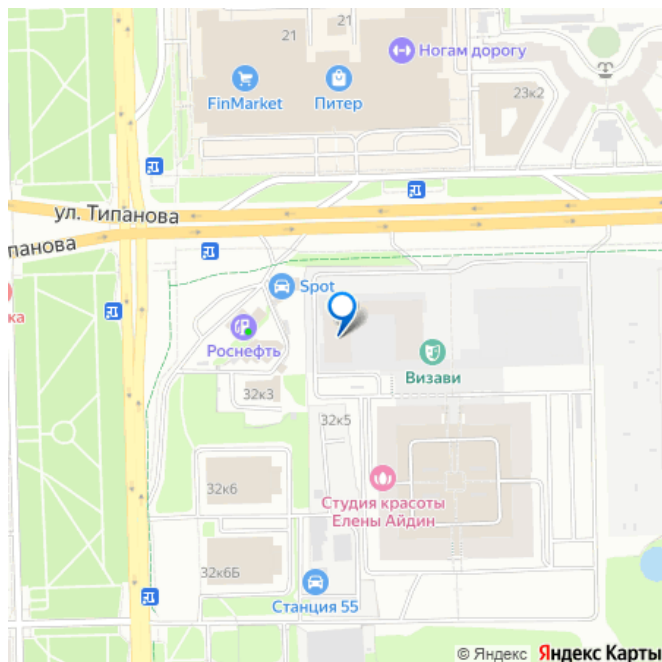 21
21
Ногам дорогу
FinMarket
Питер
23к2
ул. Типанова
панова
Spot
ка
Роснефть
Визави
32к3
32к5
32к6
Студия красоты
Елены Айдин
32к6Б
Станция 55
© Яндекс Яндекс Карты